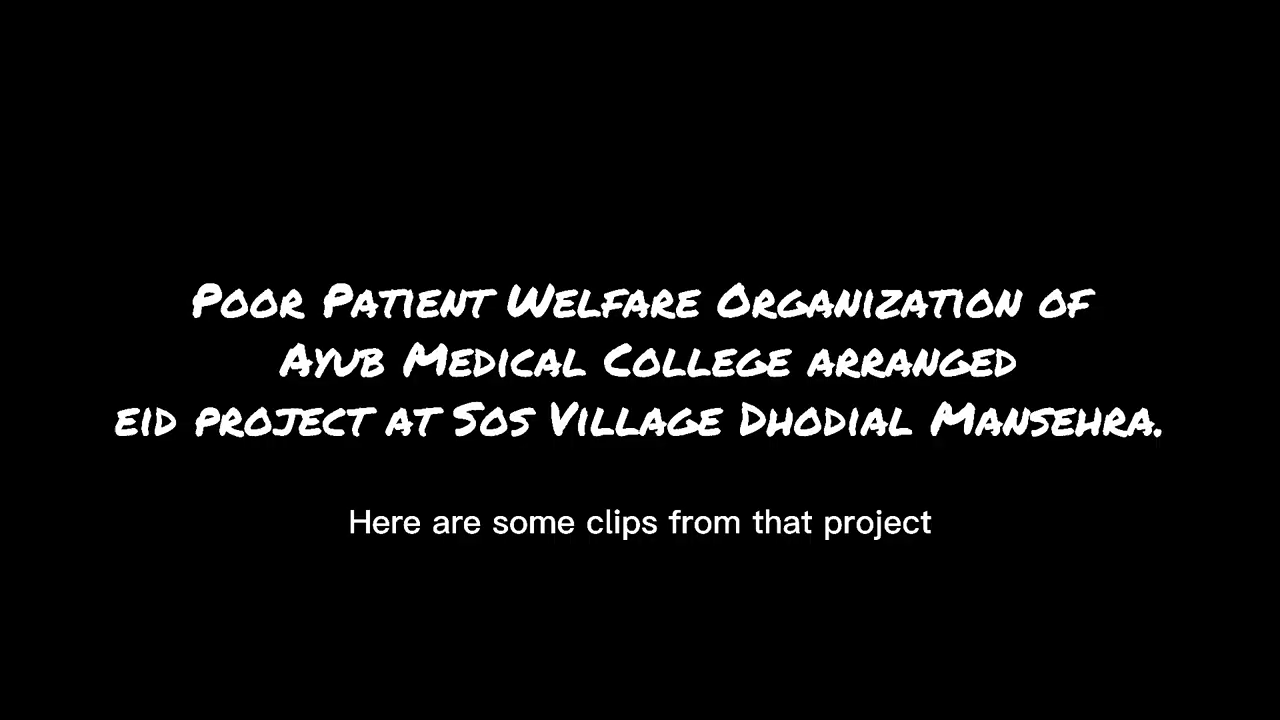 Poor Patient Welfare Organization of
Ayub Medical College arranged
eid project at Sos Village Dhodial Mansehra.
Here are some clips from that project